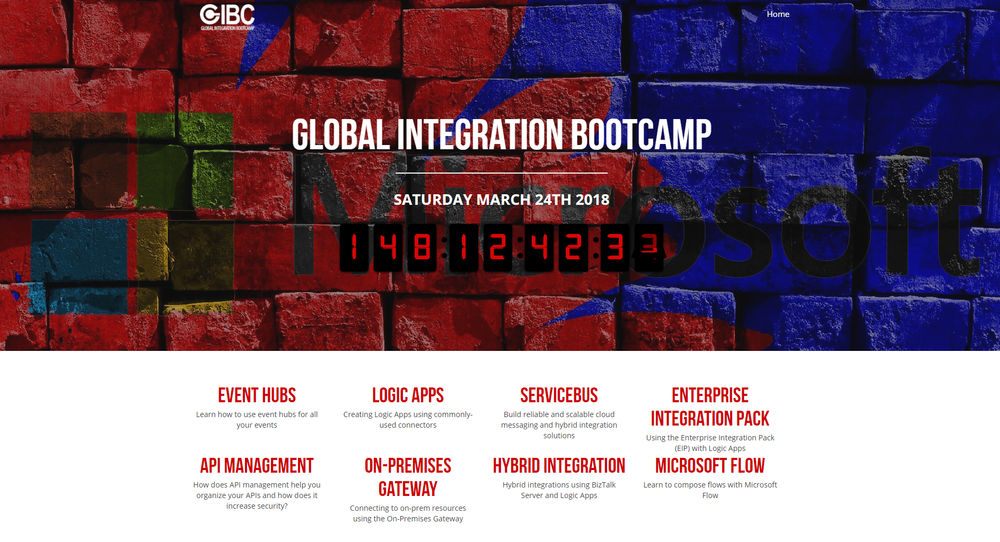 GIBC
GLOBAL INTEGRATION BOOTCAMP
Home
GLOBAL INTEGRATION BOOTCAMP
Microsoft
SATURDAY MARCH 24TH 2018
148:12:42:33
EVENT HUBS
Learn how to use event hubs for all
your events
LOGIC APPS
Creating Logic Apps using commonly-
used connectors
SERVICEBUS
Build reliable and scalable cloud
messaging and hybrid integration
solutions
ENTERPRISE
INTEGRATION PACK
Using the Enterprise Integration Pack
(EIP) with Logic Apps
API MANAGEMENT
How does API management help you
organize your APIs and how does it
increase security?
ON-PREMISES
GATEWAY
Connecting to on-prem resources
using the On-Premises Gateway
HYBRID INTEGRATION
Hybrid integrations using BizTalk
Server and Logic Apps
MICROSOFT FLOW
Learn to compose flows with Microsoft
Flow